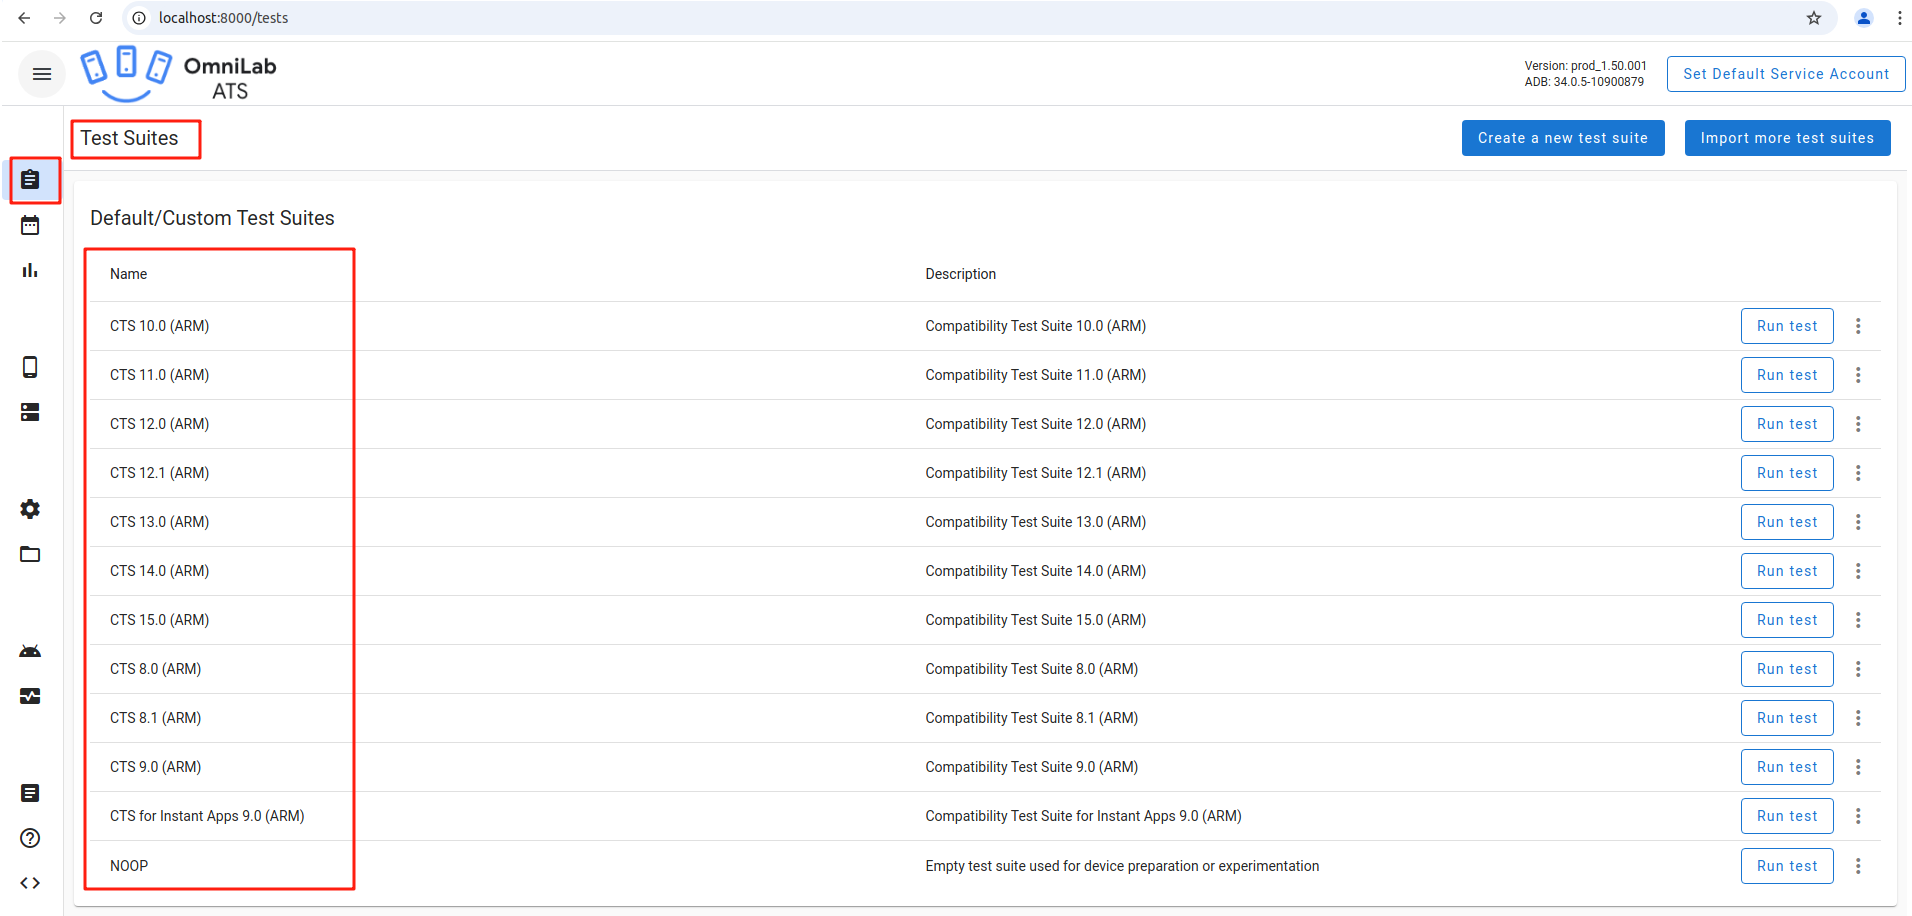 localhost:8000/tests
OmniLab
ATS
Version: prod_1.50.001
ADB: 34.0.5-10900879
Set Default Service Account
Test Suites
Create a new test suite
Import more test suites
Default/Custom Test Suites
Name Description
CTS 10.0 (ARM) Compatibility Test Suite 10.0 (ARM) Run test
CTS 11.0 (ARM) Compatibility Test Suite 11.0 (ARM) Run test
CTS 12.0 (ARM) Compatibility Test Suite 12.0 (ARM) Run test
CTS 12.1 (ARM) Compatibility Test Suite 12.1 (ARM) Run test
CTS 13.0 (ARM) Compatibility Test Suite 13.0 (ARM) Run test
CTS 14.0 (ARM) Compatibility Test Suite 14.0 (ARM) Run test
CTS 15.0 (ARM) Compatibility Test Suite 15.0 (ARM) Run test
CTS 8.0 (ARM) Compatibility Test Suite 8.0 (ARM) Run test
CTS 8.1 (ARM) Compatibility Test Suite 8.1 (ARM) Run test
CTS 9.0 (ARM) Compatibility Test Suite 9.0 (ARM) Run test
CTS for Instant Apps 9.0 (ARM) Compatibility Test Suite for Instant Apps 9.0 (ARM) Run test
NOOP Empty test suite used for device preparation or experimentation Run test